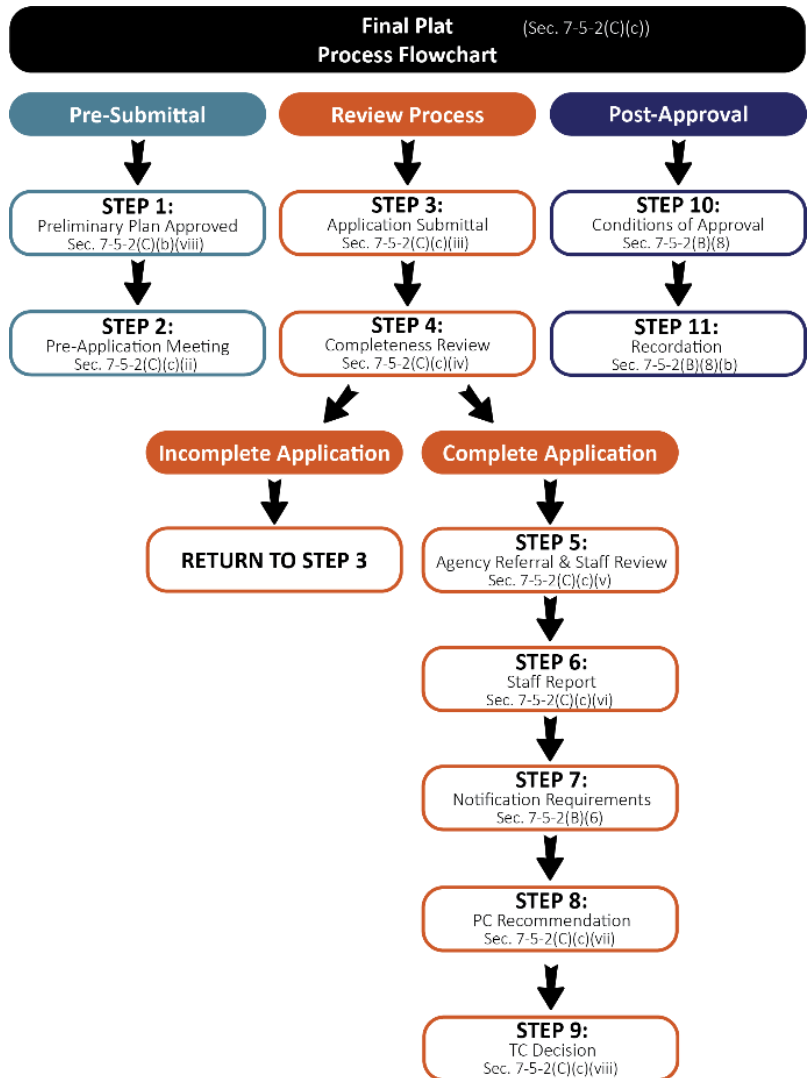 Final Plat (Sec. 7-5-2(C)(c))
Process Flowchart
Pre-Submittal
STEP 1:
Preliminary Plan Approved
Sec. 7-5-2(C)(b)(viii)
STEP 2:
Pre-Application Meeting
Sec. 7-5-2(C)(c)(ii)
Review Process
STEP 3:
Application Submittal
Sec. 7-5-2(C)(c)(iii)
STEP 4:
Completeness Review
Sec. 7-5-2(C)(c)(iv)
Incomplete Application
RETURN TO STEP 3
Complete Application
STEP 5:
Agency Referral & Staff Review
Sec. 7-5-2(C)(c)(v)
STEP 6:
Staff Report
Sec. 7-5-2(C)(c)(vi)
STEP 7:
Notification Requirements
Sec. 7-5-2(B)(6)
STEP 8:
PC Recommendation
Sec. 7-5-2(C)(c)(vii)
STEP 9:
TC Decision
Sec. 7-5-2(C)(c)(viii)
Post-Approval
STEP 10:
Conditions of Approval
Sec. 7-5-2(B)(8)
STEP 11:
Recordation
Sec. 7-5-2(B)(8)(b)